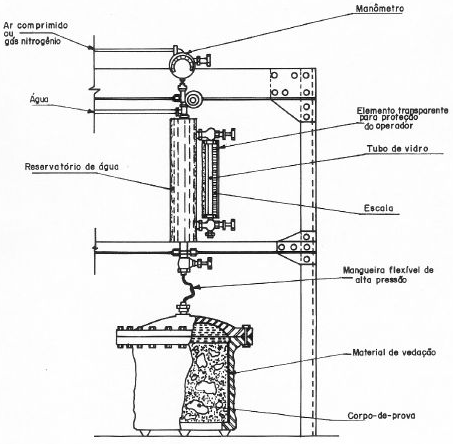 Manômetro
Ar comprimido
ou
gás nitrogênio
Água
Elemento transparente
para proteção
do operador
Tubo de vidro
Reservatório de água
Escala
Mangueira flexível de
alta pressão
Material de vedação
Corpo-de-prova